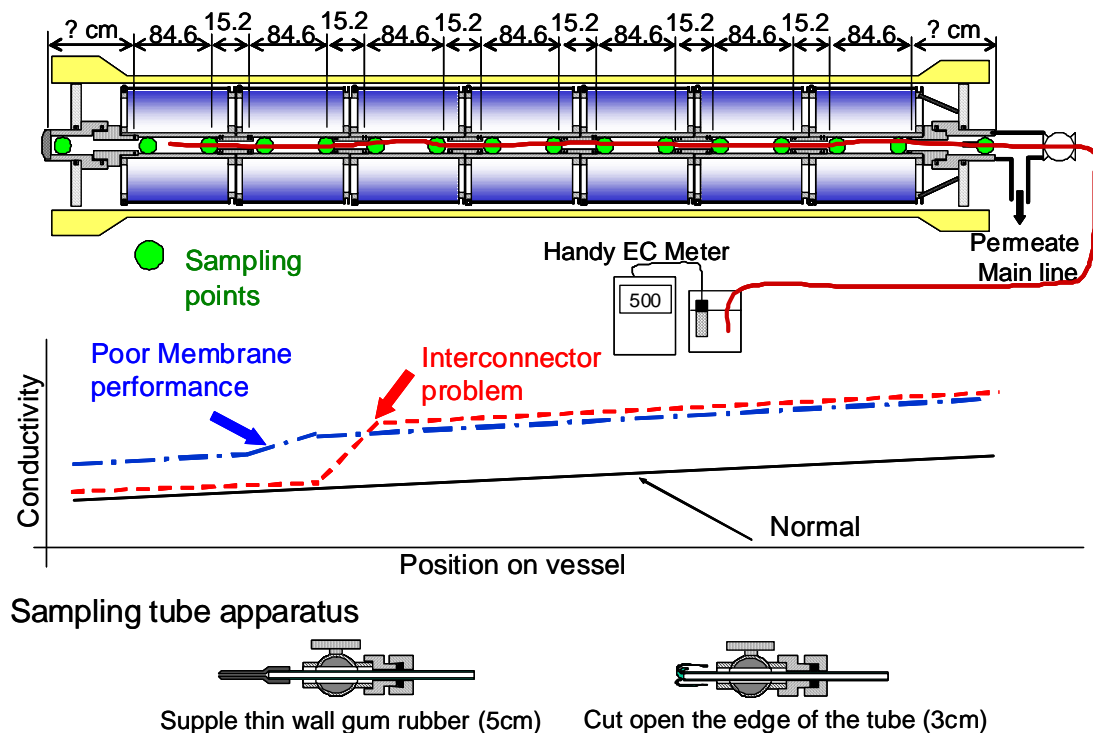 ? cm 84.6 15.2 84.6 15.2 84.6 15.2 84.6 15.2 84.6 15.2 84.6 15.2 84.6 ? cm
Permeate
Main line
Sampling
points
Handy EC Meter
500
Poor Membrane
performance
Interconnector
problem
Conductivity
Normal
Position on vessel
Sampling tube apparatus
Supple thin wall gum rubber (5cm)
Cut open the edge of the tube (3cm)